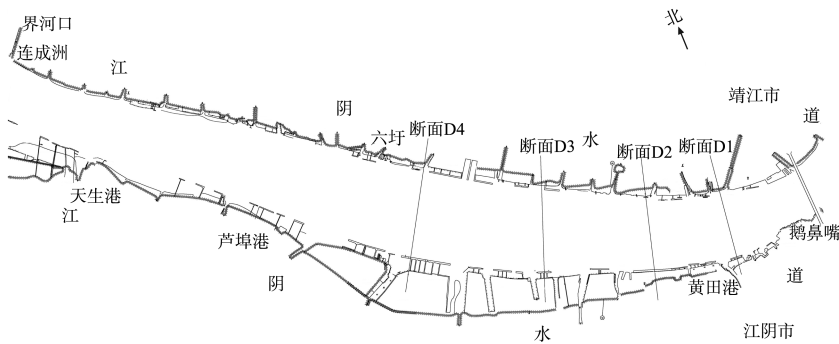 界河口
连成洲
江
阴
水
道
北
靖江市
六圩
断面D4
断面D3
断面D2
断面D1
天生港
芦埠港
黄田港
鹅鼻嘴
江
阴
水
道
江阴市